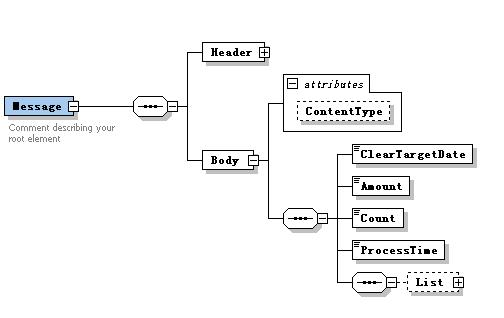 Header
Message
Comment describing your
root element
attributes
ContentType
Body
ClearTargetDate
Amount
Count
ProcessTime
List